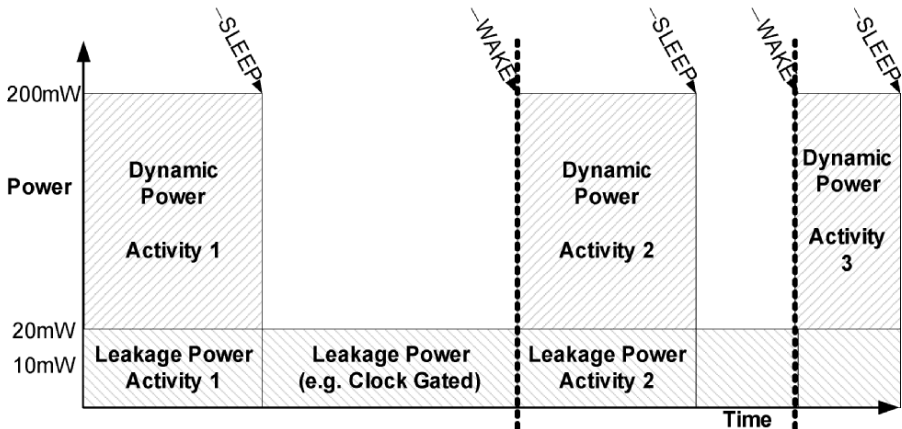 –SLEEP
–WAKE
–SLEEP
–WAKE
–SLEEP
200mW
Power
20mW
10mW
Dynamic
Power
Activity 1
Dynamic
Power
Activity 2
Dynamic
Power
Activity
3
Leakage Power
Activity 1
Leakage Power
(e.g. Clock Gated)
Leakage Power
Activity 2
Time